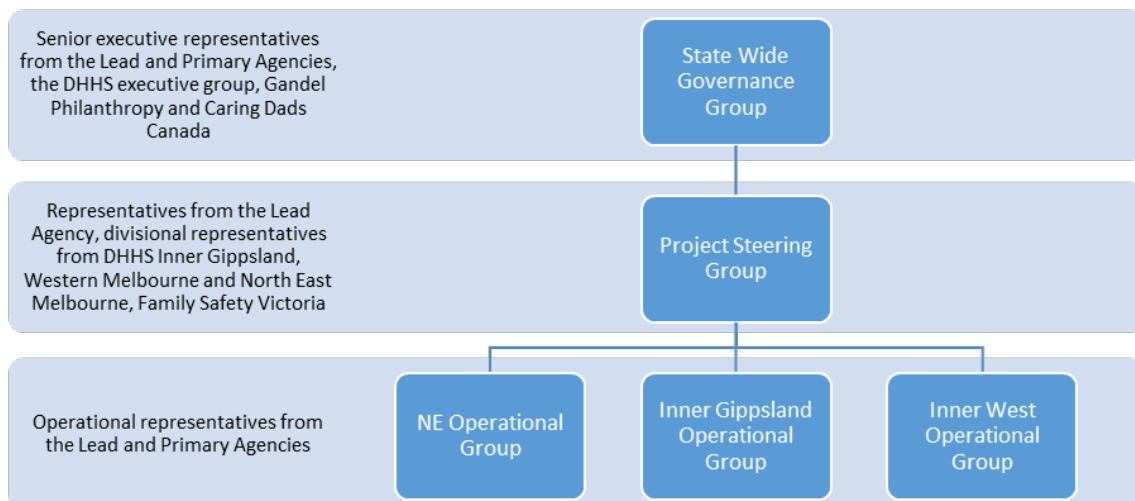 Senior executive representatives
from the Lead and Primary Agencies,
the DHHS executive group, Gandel
Philanthropy and Caring Dads
Canada
State Wide
Governance
Group
Representatives from the Lead
Agency, divisional representatives
from DHHS Inner Gippsland,
Western Melbourne and North East
Melbourne, Family Safety Victoria
Project Steering
Group
Operational representatives from
the Lead and Primary Agencies
NE Operational
Group
Inner Gippsland
Operational
Group
Inner West
Operational
Group